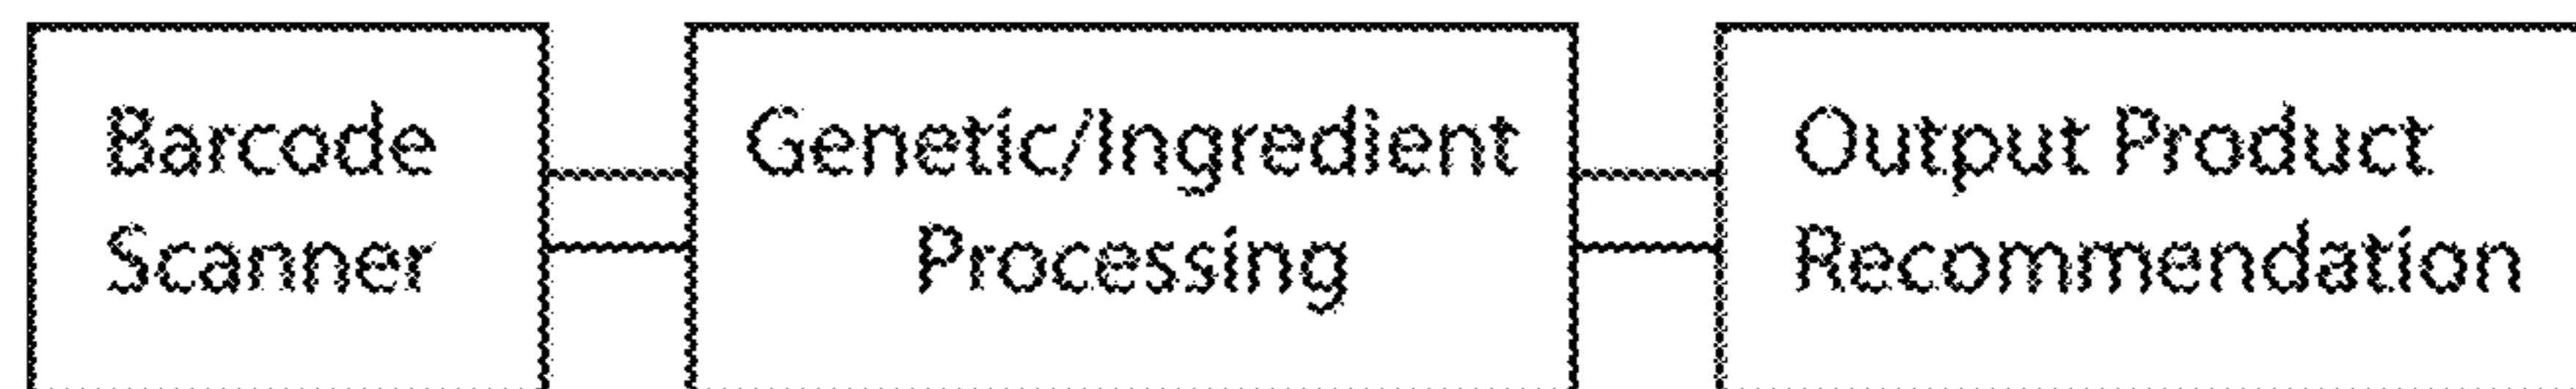 Barcode
Scanner
Genetic/Ingredient
Processing
Output Product
Recommendation